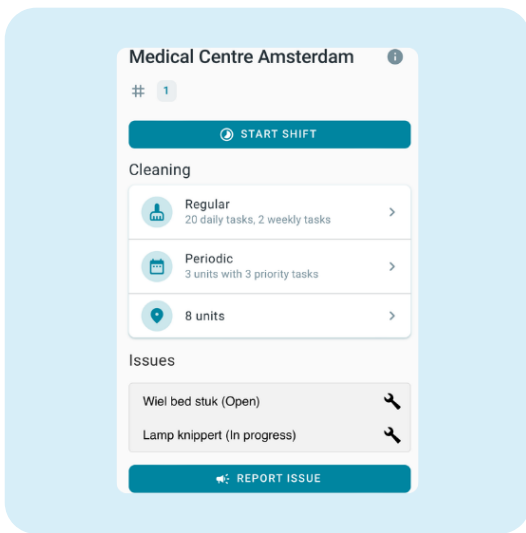 Medical Centre Amsterdam
# 1
START SHIFT
Cleaning
Regular
20 daily tasks, 2 weekly tasks
Periodic
3 units with 3 priority tasks
8 units
Issues
Wiel bed stuk (Open)
Lamp knippert (In progress)
REPORT ISSUE